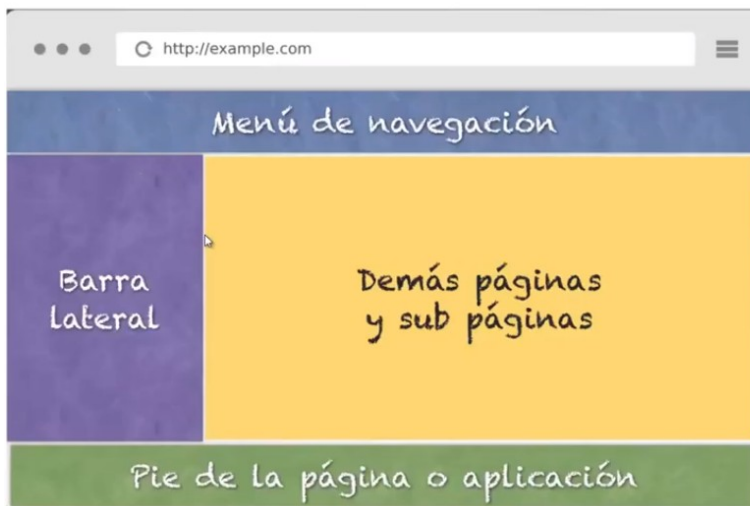 http://example.com
Menú de navegación
Barra
lateral
Demás páginas
y sub páginas
Pie de la página o aplicación